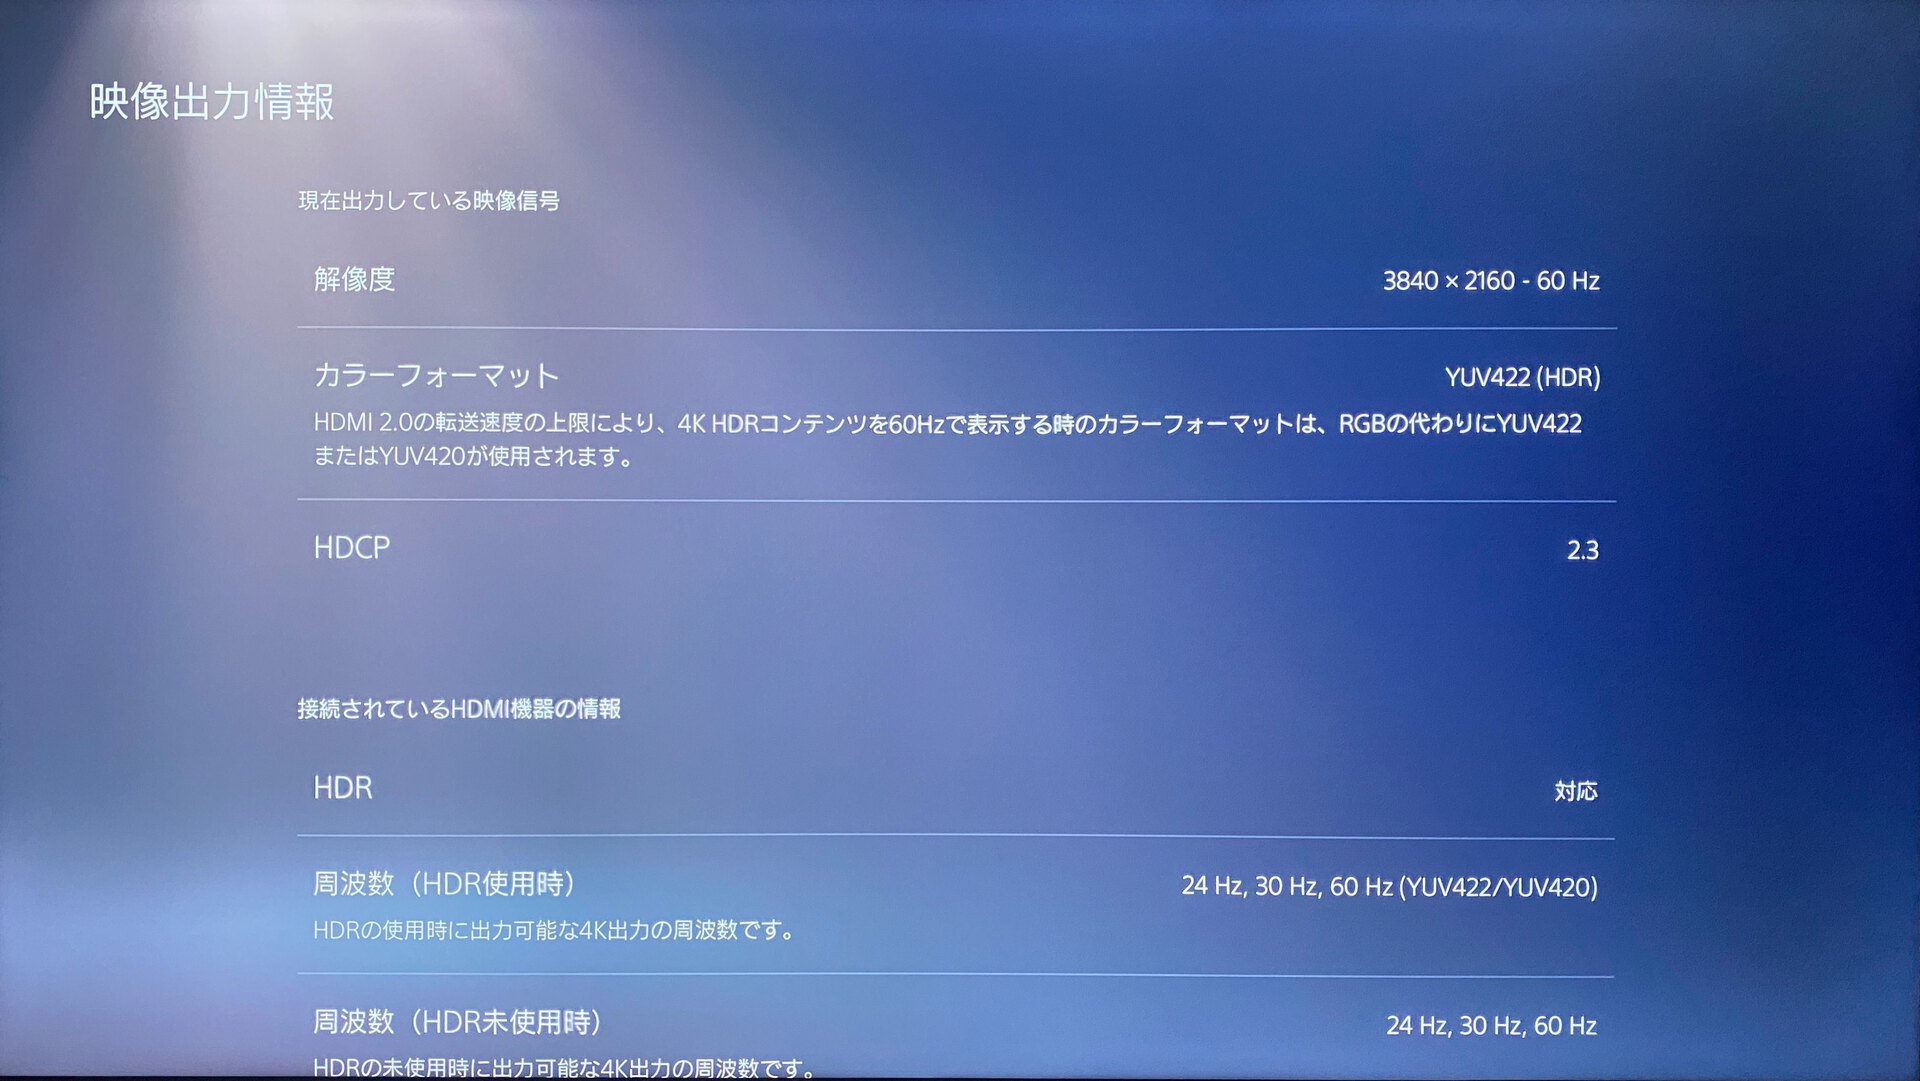 映像出力情報
現在出力している映像信号
解像度
3840 × 2160 - 60 Hz
カラーフォーマット
YUV422 (HDR)
HDMI 2.0の転送速度の上限により、4K HDRコンテンツを60Hzで表示する時のカラーフォーマットは、RGBの代わりにYUV422
またはYUV420が使用されます。
HDCP
2.3
接続されているHDMI機器の情報
HDR
対応
周波数（HDR使用時）
24 Hz, 30 Hz, 60 Hz (YUV422/YUV420)
HDRの使用時に出力可能な4K出力の周波数です。
周波数（HDR未使用時）
24 Hz, 30 Hz, 60 Hz
HDRの未使用時に出力可能な4K出力の周波数です。